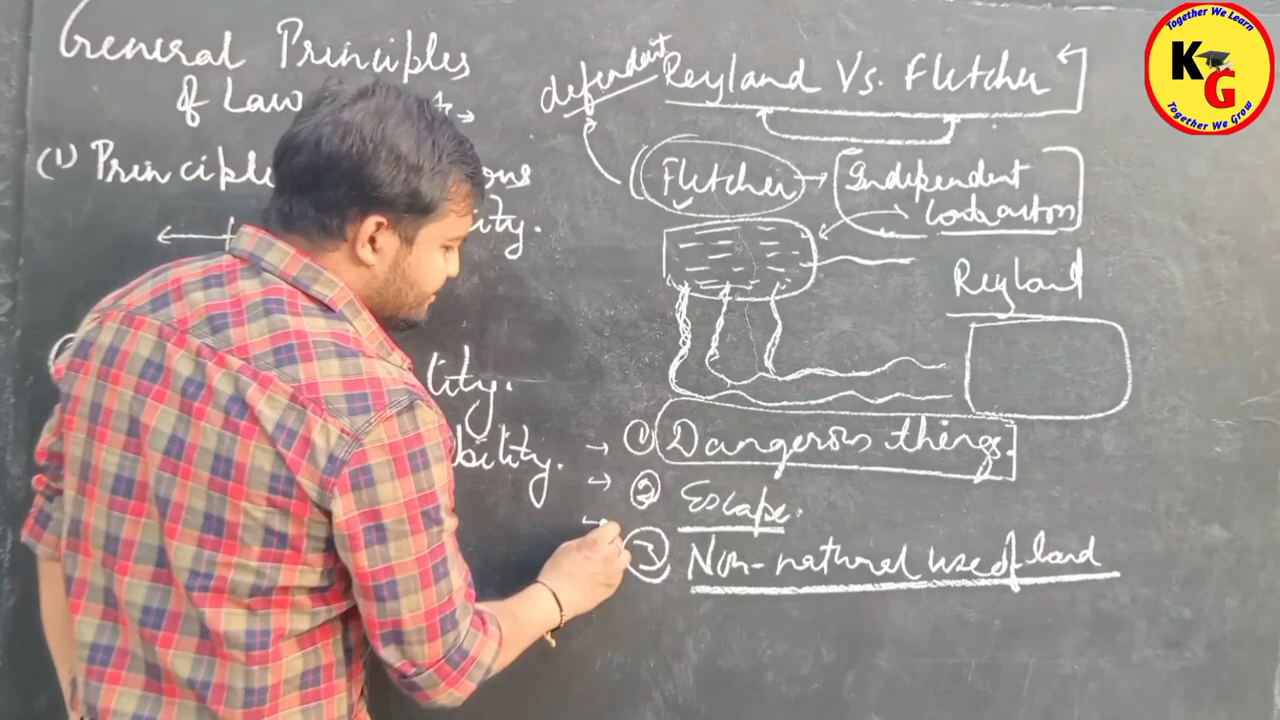 General Principles
of Law
(1) Principle
ity.
lity.
bility.
defendant
Reyland Vs. Fletcher
Fletcher
Independent
Contractors
Reyland
→ (1) Dangerous things.
→ (2) Escape.
(3) Non-natural use of land
Together We Learn
KG
Together We Grow